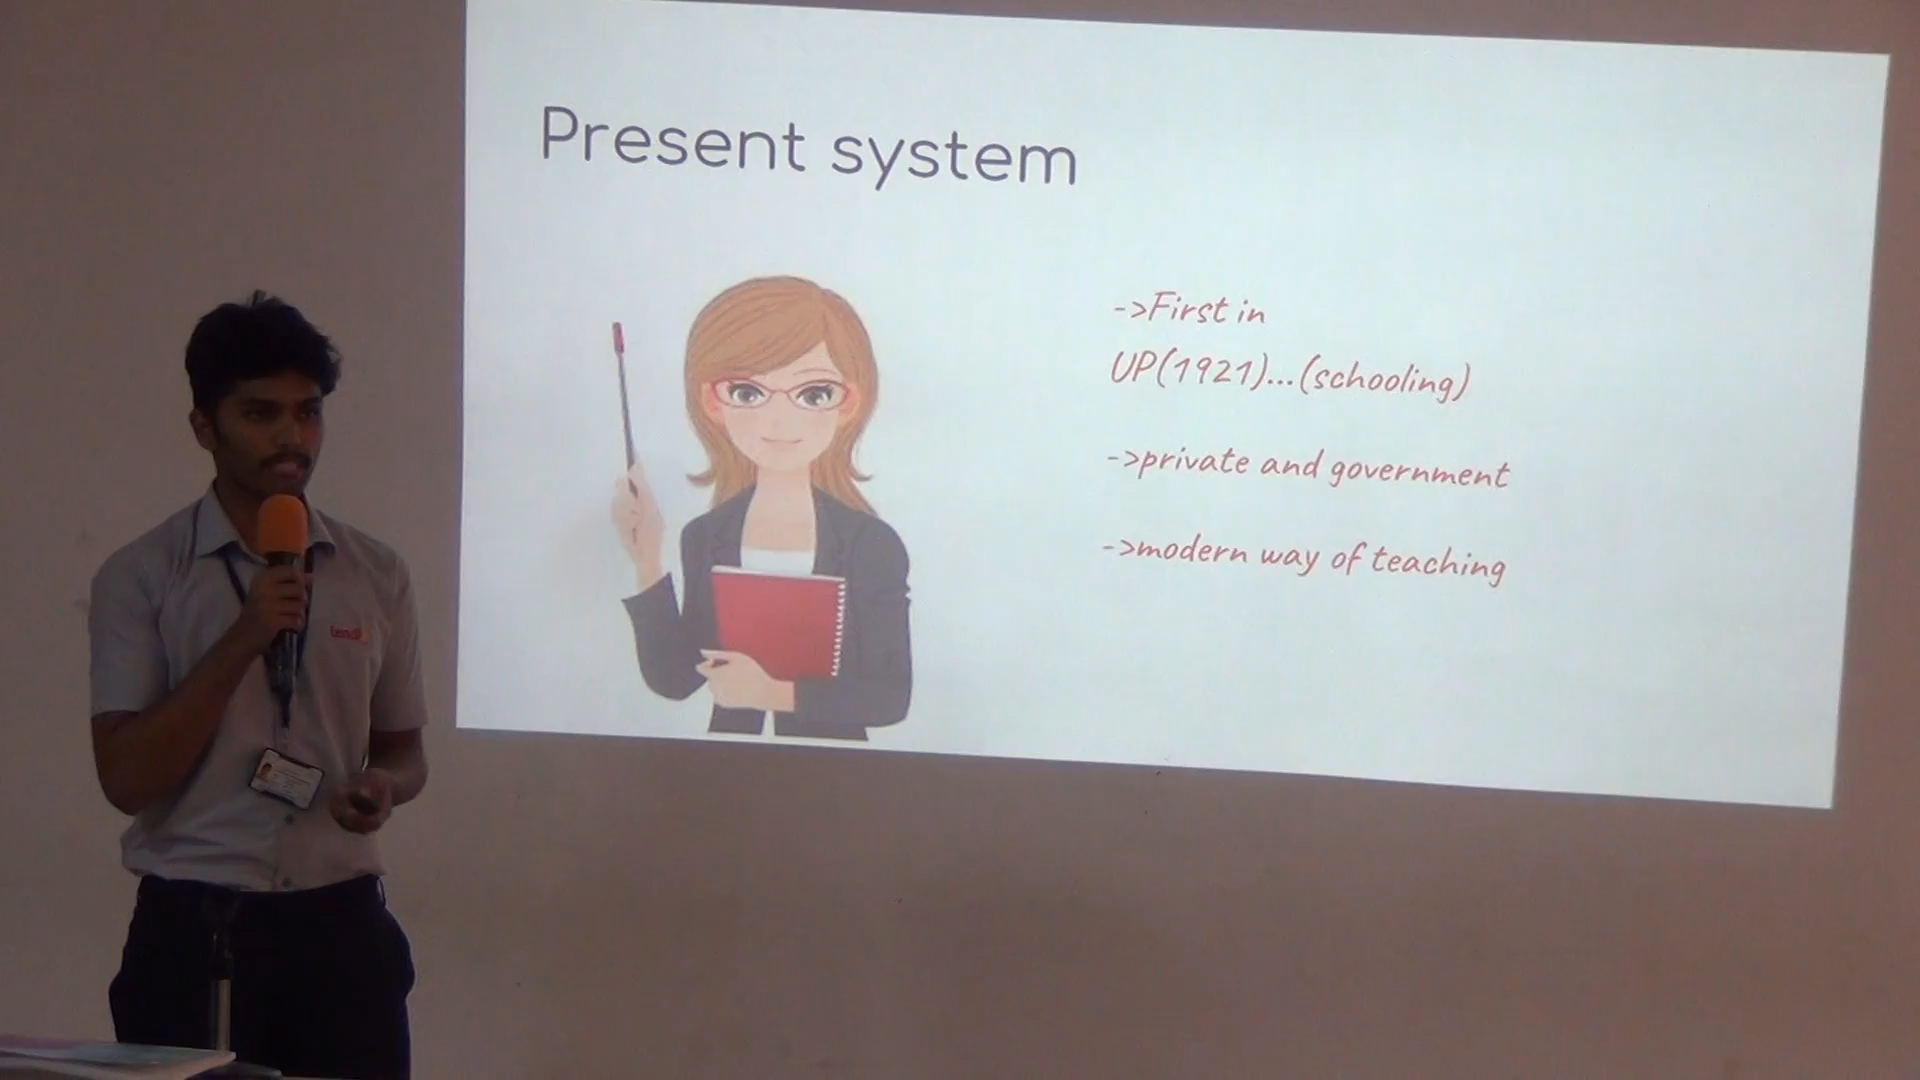 Present system
->First in
UP(1921)...(schooling)
->private and government
->modern way of teaching